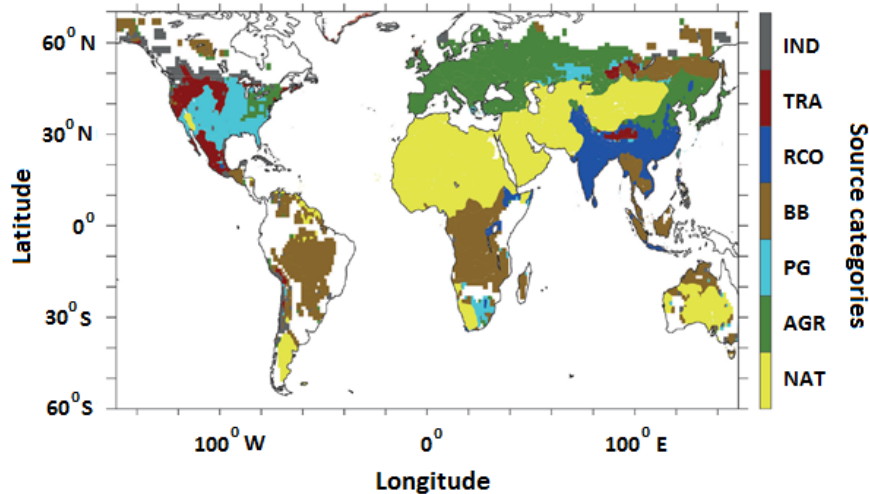 60⁰ N
30⁰ N
0⁰
30⁰ S
60⁰ S
Latitude
100⁰ W
0⁰
100⁰ E
Longitude
IND
TRA
RCO
BB
PG
AGR
NAT
Source categories